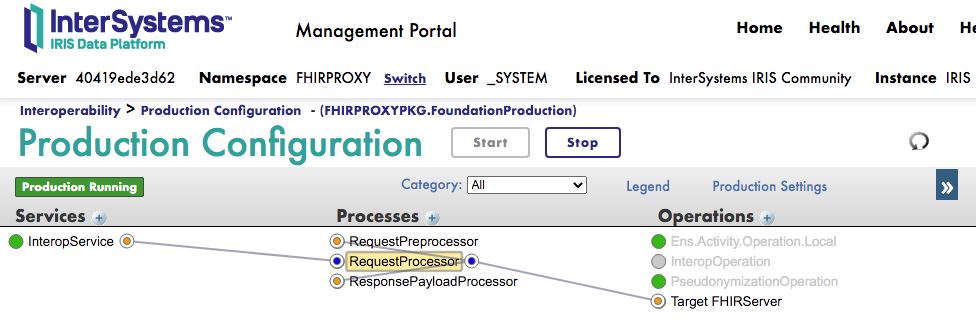 InterSystems™
IRIS Data Platform
Management Portal
Home Health About He
Server 40419ede3d62 Namespace FHIRPROXY Switch User _SYSTEM Licensed To InterSystems IRIS Community Instance IRIS
Interoperability > Production Configuration - (FHIRPROXYPKG.FoundationProduction)
Production Configuration Start Stop
Production Running Category: All Legend Production Settings »
Services + Processes + Operations +
InteropService RequestPreprocessor Ens.Activity.Operation.Local
RequestProcessor InteropOperation
ResponsePayloadProcessor PseudonymizationOperation
Target FHIRServer